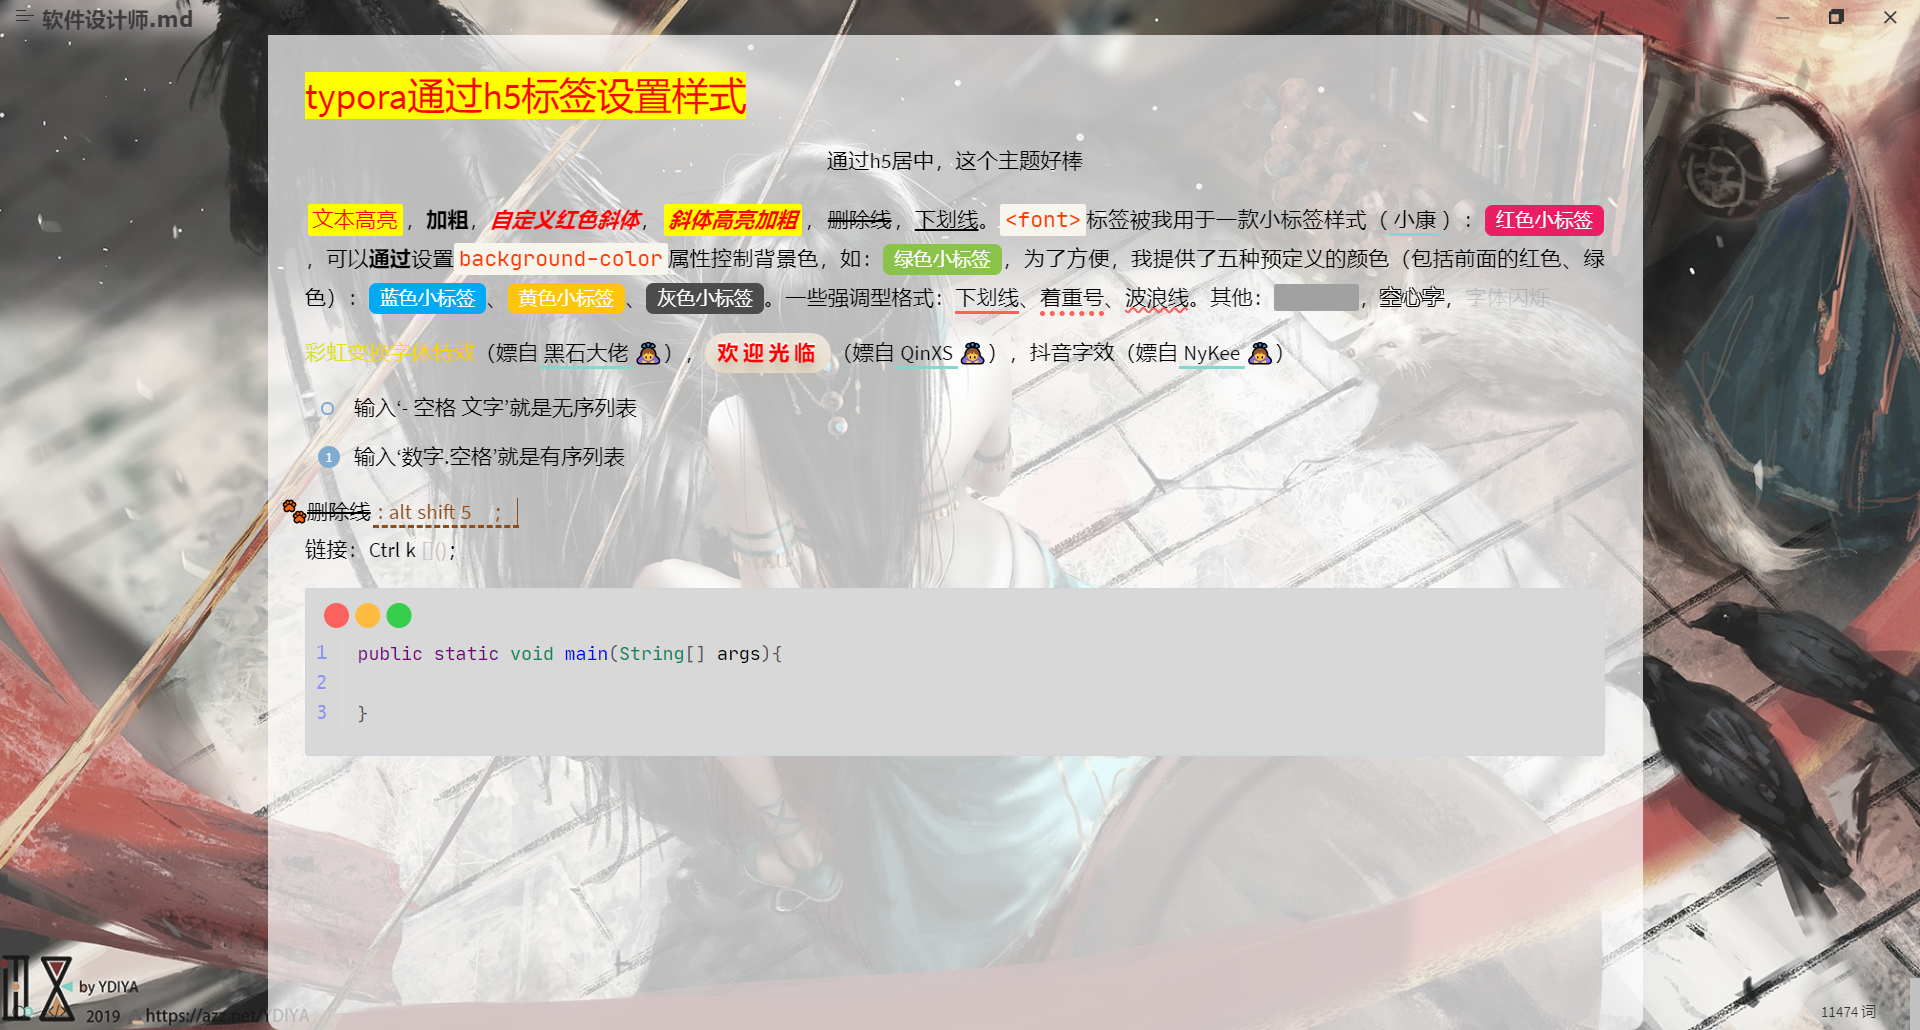 软件设计师.md
typora通过h5标签设置样式
通过h5居中，这个主题好棒
文本高亮，加粗，自定义红色斜体，斜体高亮加粗，删除线，下划线。<font>标签被我用于一款小标签样式（小康）：红色小标签
，可以通过设置background-color属性控制背景色，如：绿色小标签，为了方便，我提供了五种预定义的颜色（包括前面的红色、绿
色）：蓝色小标签、黄色小标签、灰色小标签。一些强调型格式：下划线、着重号、波浪线。其他：，空心字，字体闪烁
彩虹变换字体特效（嫖自 黑石大佬），欢迎光临（嫖自 QinXS），抖音字效（嫖自 NyKee）
输入‘- 空格 文字’就是无序列表
1 输入‘数字.空格’就是有序列表
删除线：alt shift 5 ；
链接：Ctrl k []()；
1 public static void main(String[] args){
2
3 }
by YDIYA
2019 https://azz.net/YDIYA
11474 词